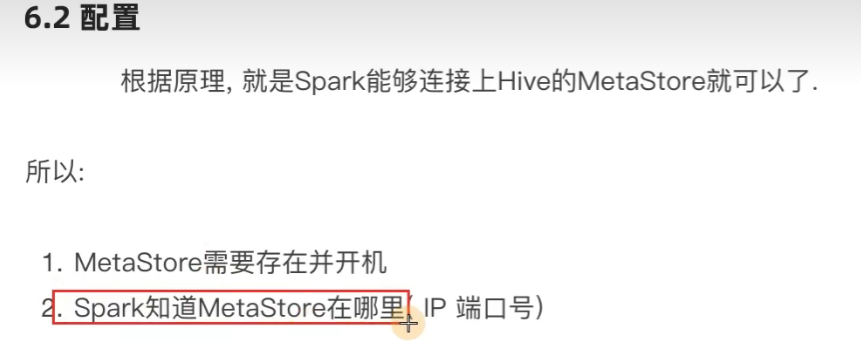 6.2 配置
根据原理, 就是Spark能够连接上Hive的MetaStore就可以了.
所以:
1. MetaStore需要存在并开机
2. Spark知道MetaStore在哪里( IP 端口号)